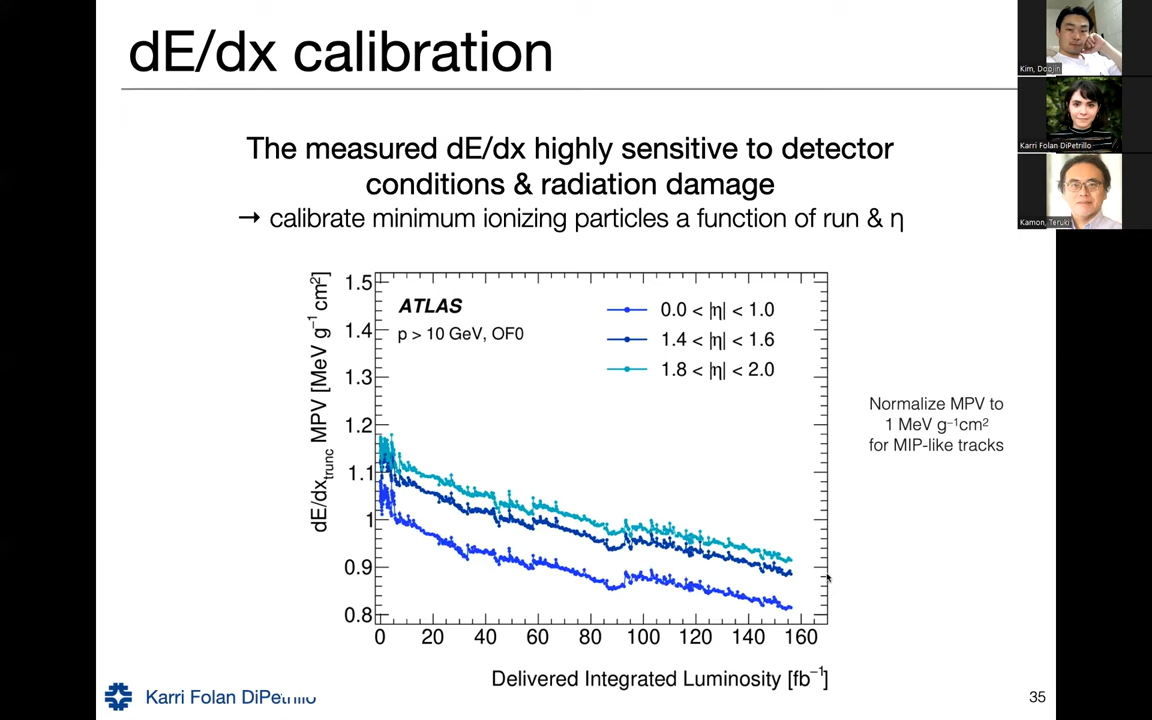 dE/dx calibration
The measured dE/dx highly sensitive to detector
conditions & radiation damage
→ calibrate minimum ionizing particles a function of run & η
dE/dx_trunc MPV [MeV g⁻¹ cm²]
1.5
1.4
1.3
1.2
1.1
1
0.9
0.8
ATLAS
p > 10 GeV, OF0
0.0 < |η| < 1.0
1.4 < |η| < 1.6
1.8 < |η| < 2.0
0 20 40 60 80 100 120 140 160
Delivered Integrated Luminosity [fb⁻¹]
Normalize MPV to
1 MeV g⁻¹cm²
for MIP-like tracks
Karri Folan DiPetrillo
35
Kim, Doojin
Karri Folan DiPetrillo
Kamon, Teruki